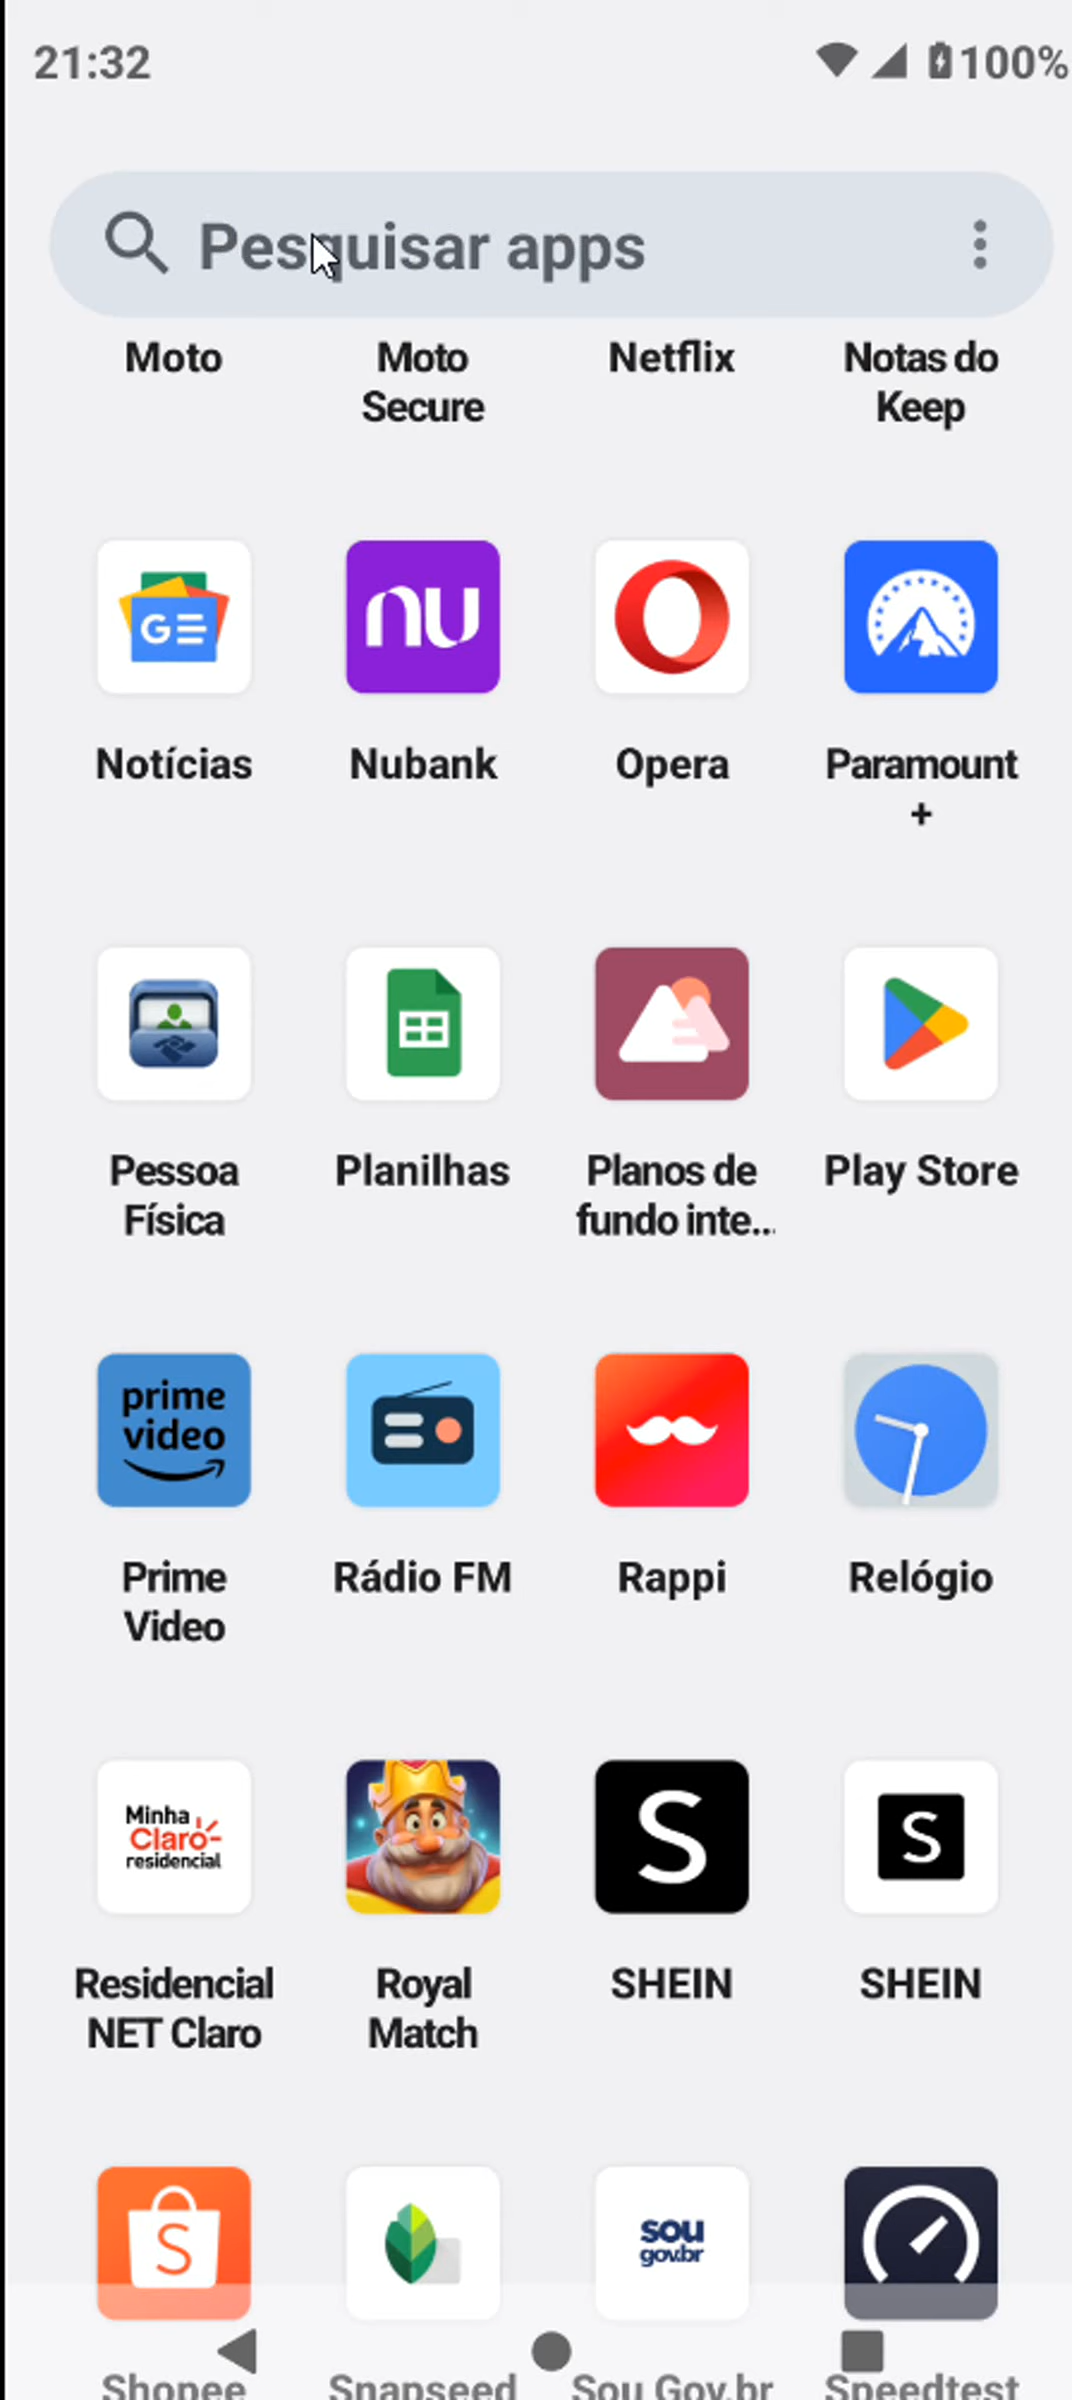 21:32
100%
Pesquisar apps
Moto
Moto
Secure
Netflix
Notas do
Keep
GE
nu
Notícias
Nubank
Opera
Paramount
+
Pessoa
Física
Planilhas
Planos de
fundo inte...
Play Store
prime
video
Prime
Video
Rádio FM
Rappi
Relógio
Minha
Claro
residencial
S
S
Residencial
NET Claro
Royal
Match
SHEIN
SHEIN
S
sou
gov.br
Shopee
Snapseed
Sou Gov.br
Speedtest